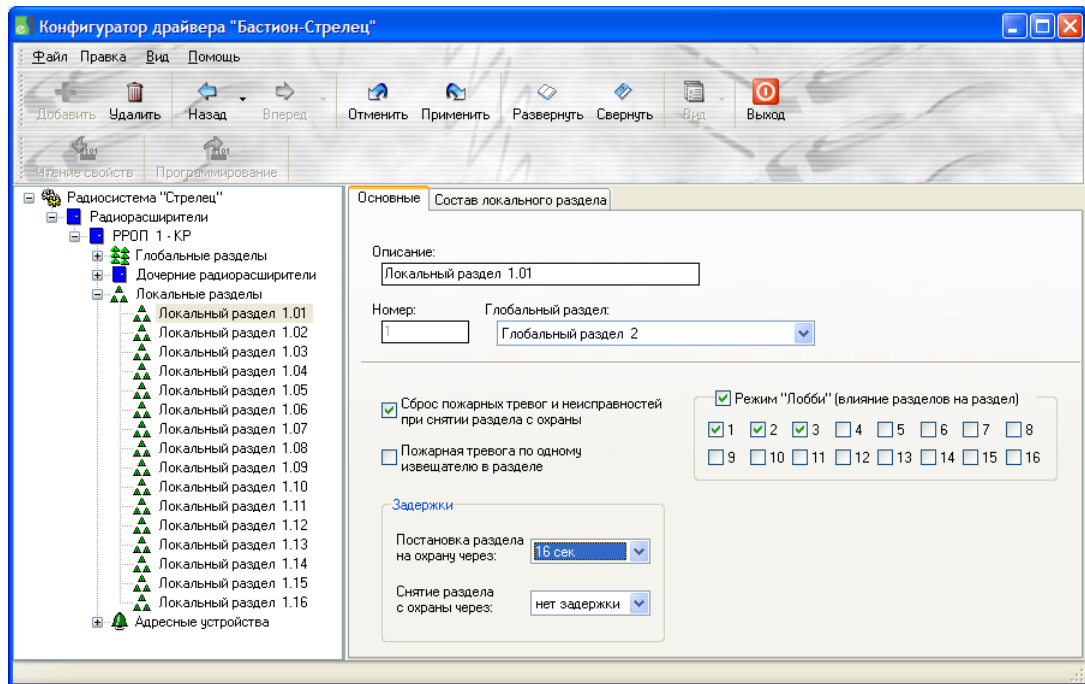 Конфигуратор драйвера "Бастион-Стрелец"
Файл Правка Вид Помощь
Добавить Удалить Назад Вперед Отменить Применить Развернуть Свернуть Вид Выход
Чтение свойств Программирование
Радиосистема "Стрелец"
Радиорасширители
РРОП 1 - КР
Глобальные разделы
Дочерние радиорасширители
Локальные разделы
Локальный раздел 1.01
Локальный раздел 1.02
Локальный раздел 1.03
Локальный раздел 1.04
Локальный раздел 1.05
Локальный раздел 1.06
Локальный раздел 1.07
Локальный раздел 1.08
Локальный раздел 1.09
Локальный раздел 1.10
Локальный раздел 1.11
Локальный раздел 1.12
Локальный раздел 1.13
Локальный раздел 1.14
Локальный раздел 1.15
Локальный раздел 1.16
Адресные устройства
Основные Состав локального раздела
Описание:
Локальный раздел 1.01
Номер: Глобальный раздел:
1 Глобальный раздел 2
Сброс пожарных тревог и неисправностей
при снятии раздела с охраны
Пожарная тревога по одному
извещателю в разделе
Режим "Лобби" (влияние разделов на раздел)
1 2 3 4 5 6 7 8
9 10 11 12 13 14 15 16
Задержки
Постановка раздела
на охрану через:
16 сек
Снятие раздела
с охраны через:
нет задержки